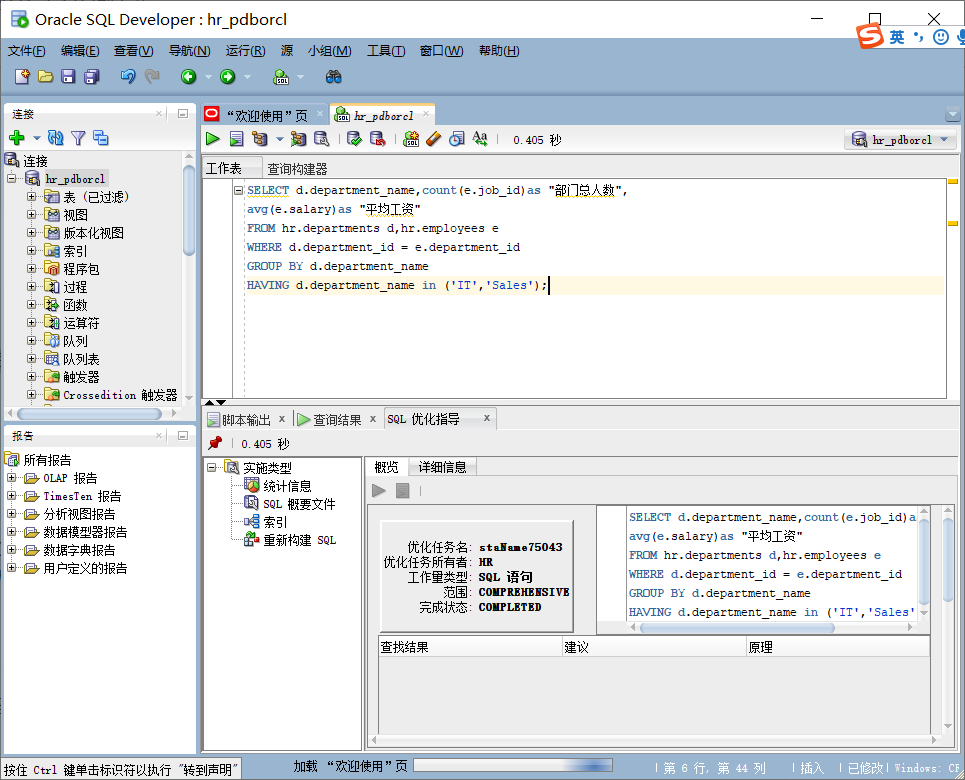 Oracle SQL Developer : hr_pdborcl
文件(F) 编辑(E) 查看(V) 导航(N) 运行(R) 源 小组(M) 工具(T) 窗口(W) 帮助(H)
英
连接
连接
hr_pdborcl
表 (已过滤)
视图
版本化视图
索引
程序包
过程
函数
运算符
队列
队列表
触发器
Crossedition 触发器
报告
所有报告
OLAP 报告
TimesTen 报告
分析视图报告
数据模型器报告
数据字典报告
用户定义的报告
“欢迎使用”页 hr_pdborcl
0.405 秒 hr_pdborcl
工作表 查询构建器
SELECT d.department_name,count(e.job_id)as "部门总人数",
avg(e.salary)as "平均工资"
FROM hr.departments d,hr.employees e
WHERE d.department_id = e.department_id
GROUP BY d.department_name
HAVING d.department_name in ('IT','Sales');
脚本输出 x 查询结果 x SQL 优化指导 x
0.405 秒
实施类型
统计信息
SQL 概要文件
索引
重新构建 SQL
概览 详细信息
优化任务名: staName75043
优化任务所有者: HR
工作量类型: SQL 语句
范围: COMPREHENSIVE
完成状态: COMPLETED
SELECT d.department_name,count(e.job_id)a
avg(e.salary)as "平均工资"
FROM hr.departments d,hr.employees e
WHERE d.department_id = e.department_id
GROUP BY d.department_name
HAVING d.department_name in ('IT','Sales'
查找结果 建议 原理
按住 Ctrl 键单击标识符以执行 "转到声明" 加载 “欢迎使用”页 第 6 行, 第 44 列 插入 已修改 Windows: CR